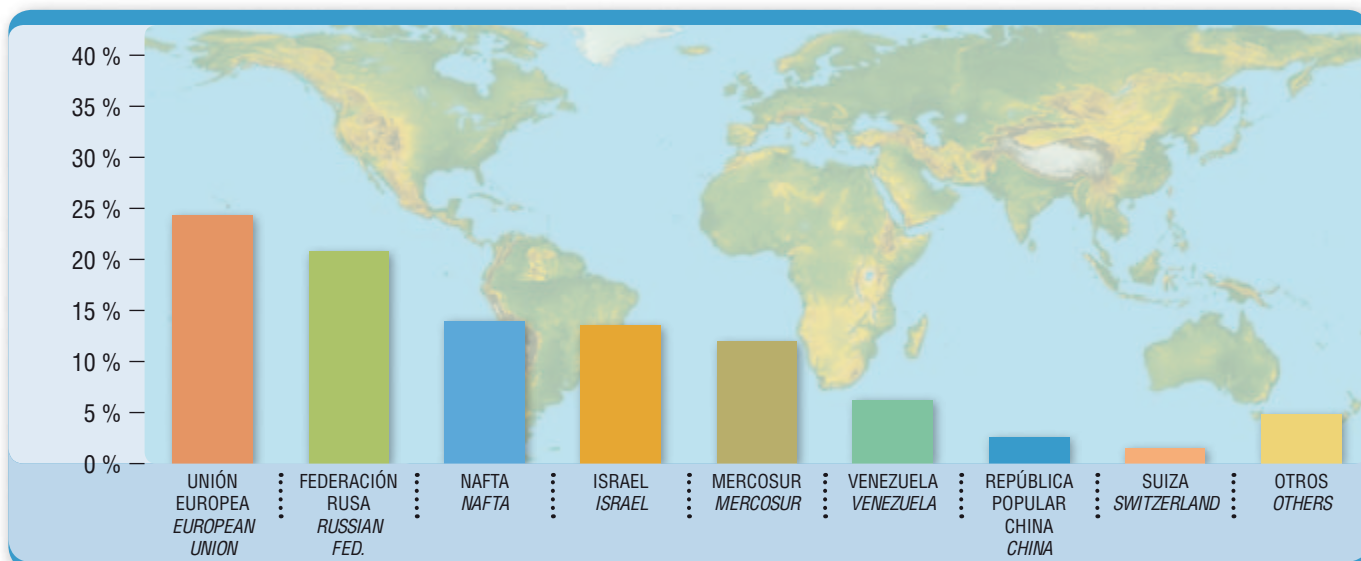 40 %
35 %
30 %
25 %
20 %
15 %
10 %
5 %
0 %
UNIÓN
EUROPEA
EUROPEAN
UNION
FEDERACIÓN
RUSA
RUSSIAN
FED.
NAFTA
NAFTA
ISRAEL
ISRAEL
MERCOSUR
MERCOSUR
VENEZUELA
VENEZUELA
REPÚBLICA
POPULAR
CHINA
CHINA
SUIZA
SWITZERLAND
OTROS
OTHERS